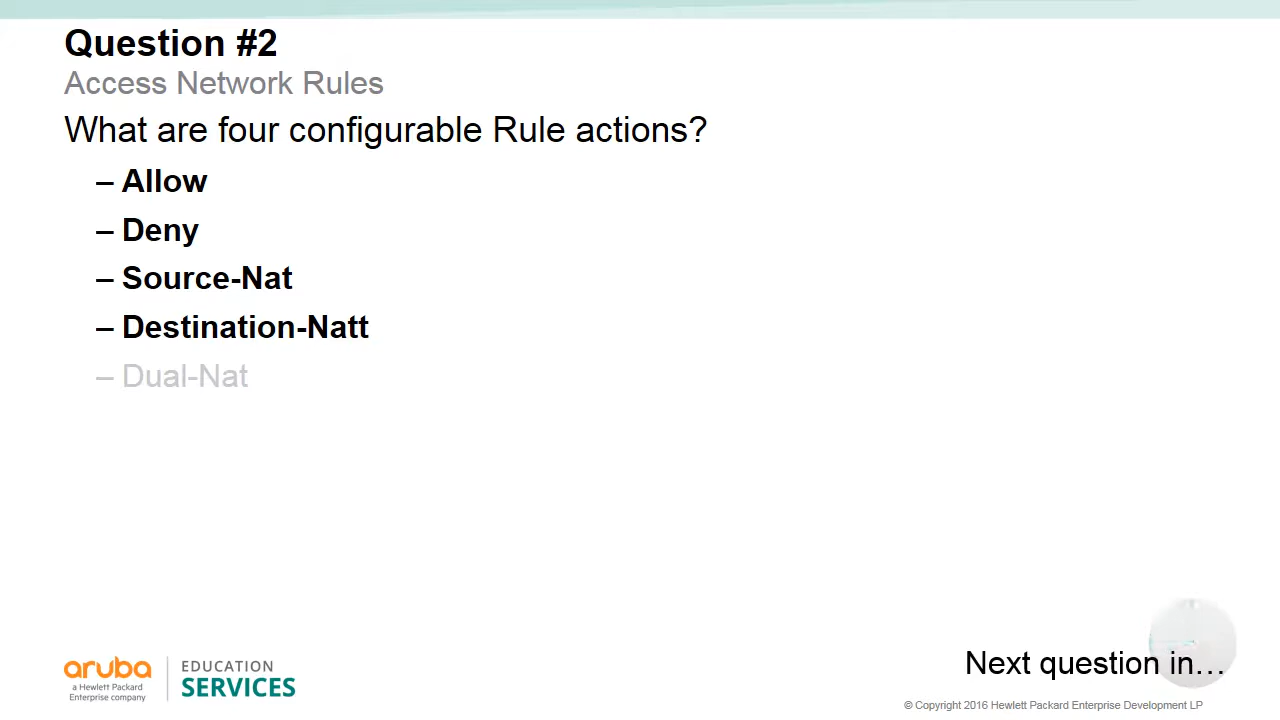 Question #2
Access Network Rules
What are four configurable Rule actions?
– Allow
– Deny
– Source-Nat
– Destination-Natt
– Dual-Nat
Next question in…
aruba
a Hewlett Packard
Enterprise company
EDUCATION
SERVICES
© Copyright 2016 Hewlett Packard Enterprise Development LP